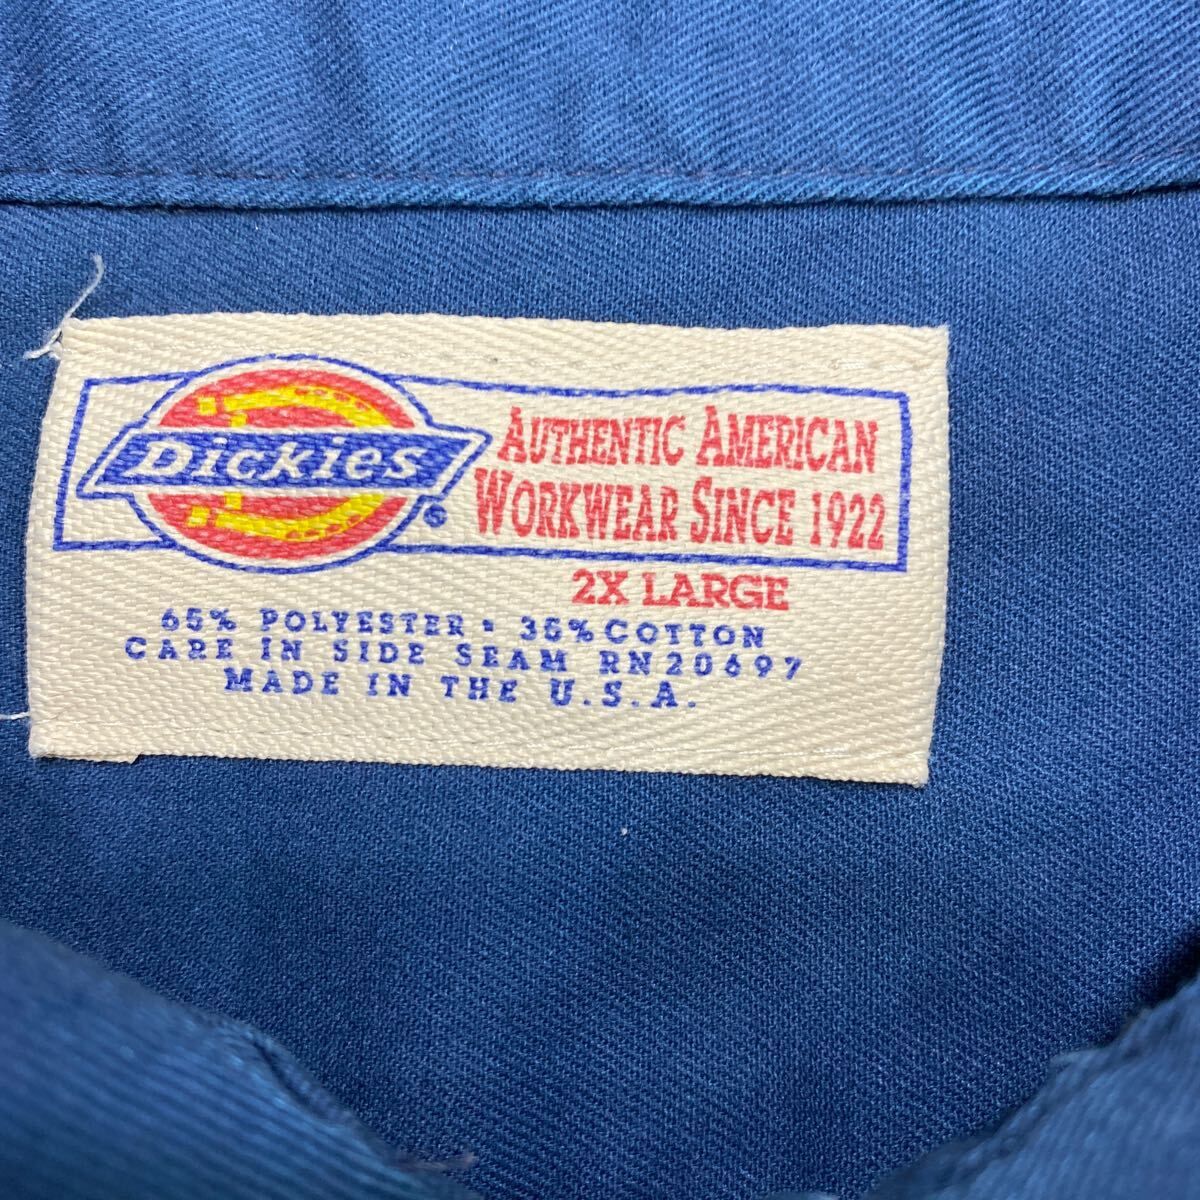 Dickies®
AUTHENTIC AMERICAN
WORKWEAR SINCE 1922
2X LARGE
65% POLYESTER • 35% COTTON
CARE IN SIDE SEAM RN20697
MADE IN THE U.S.A.